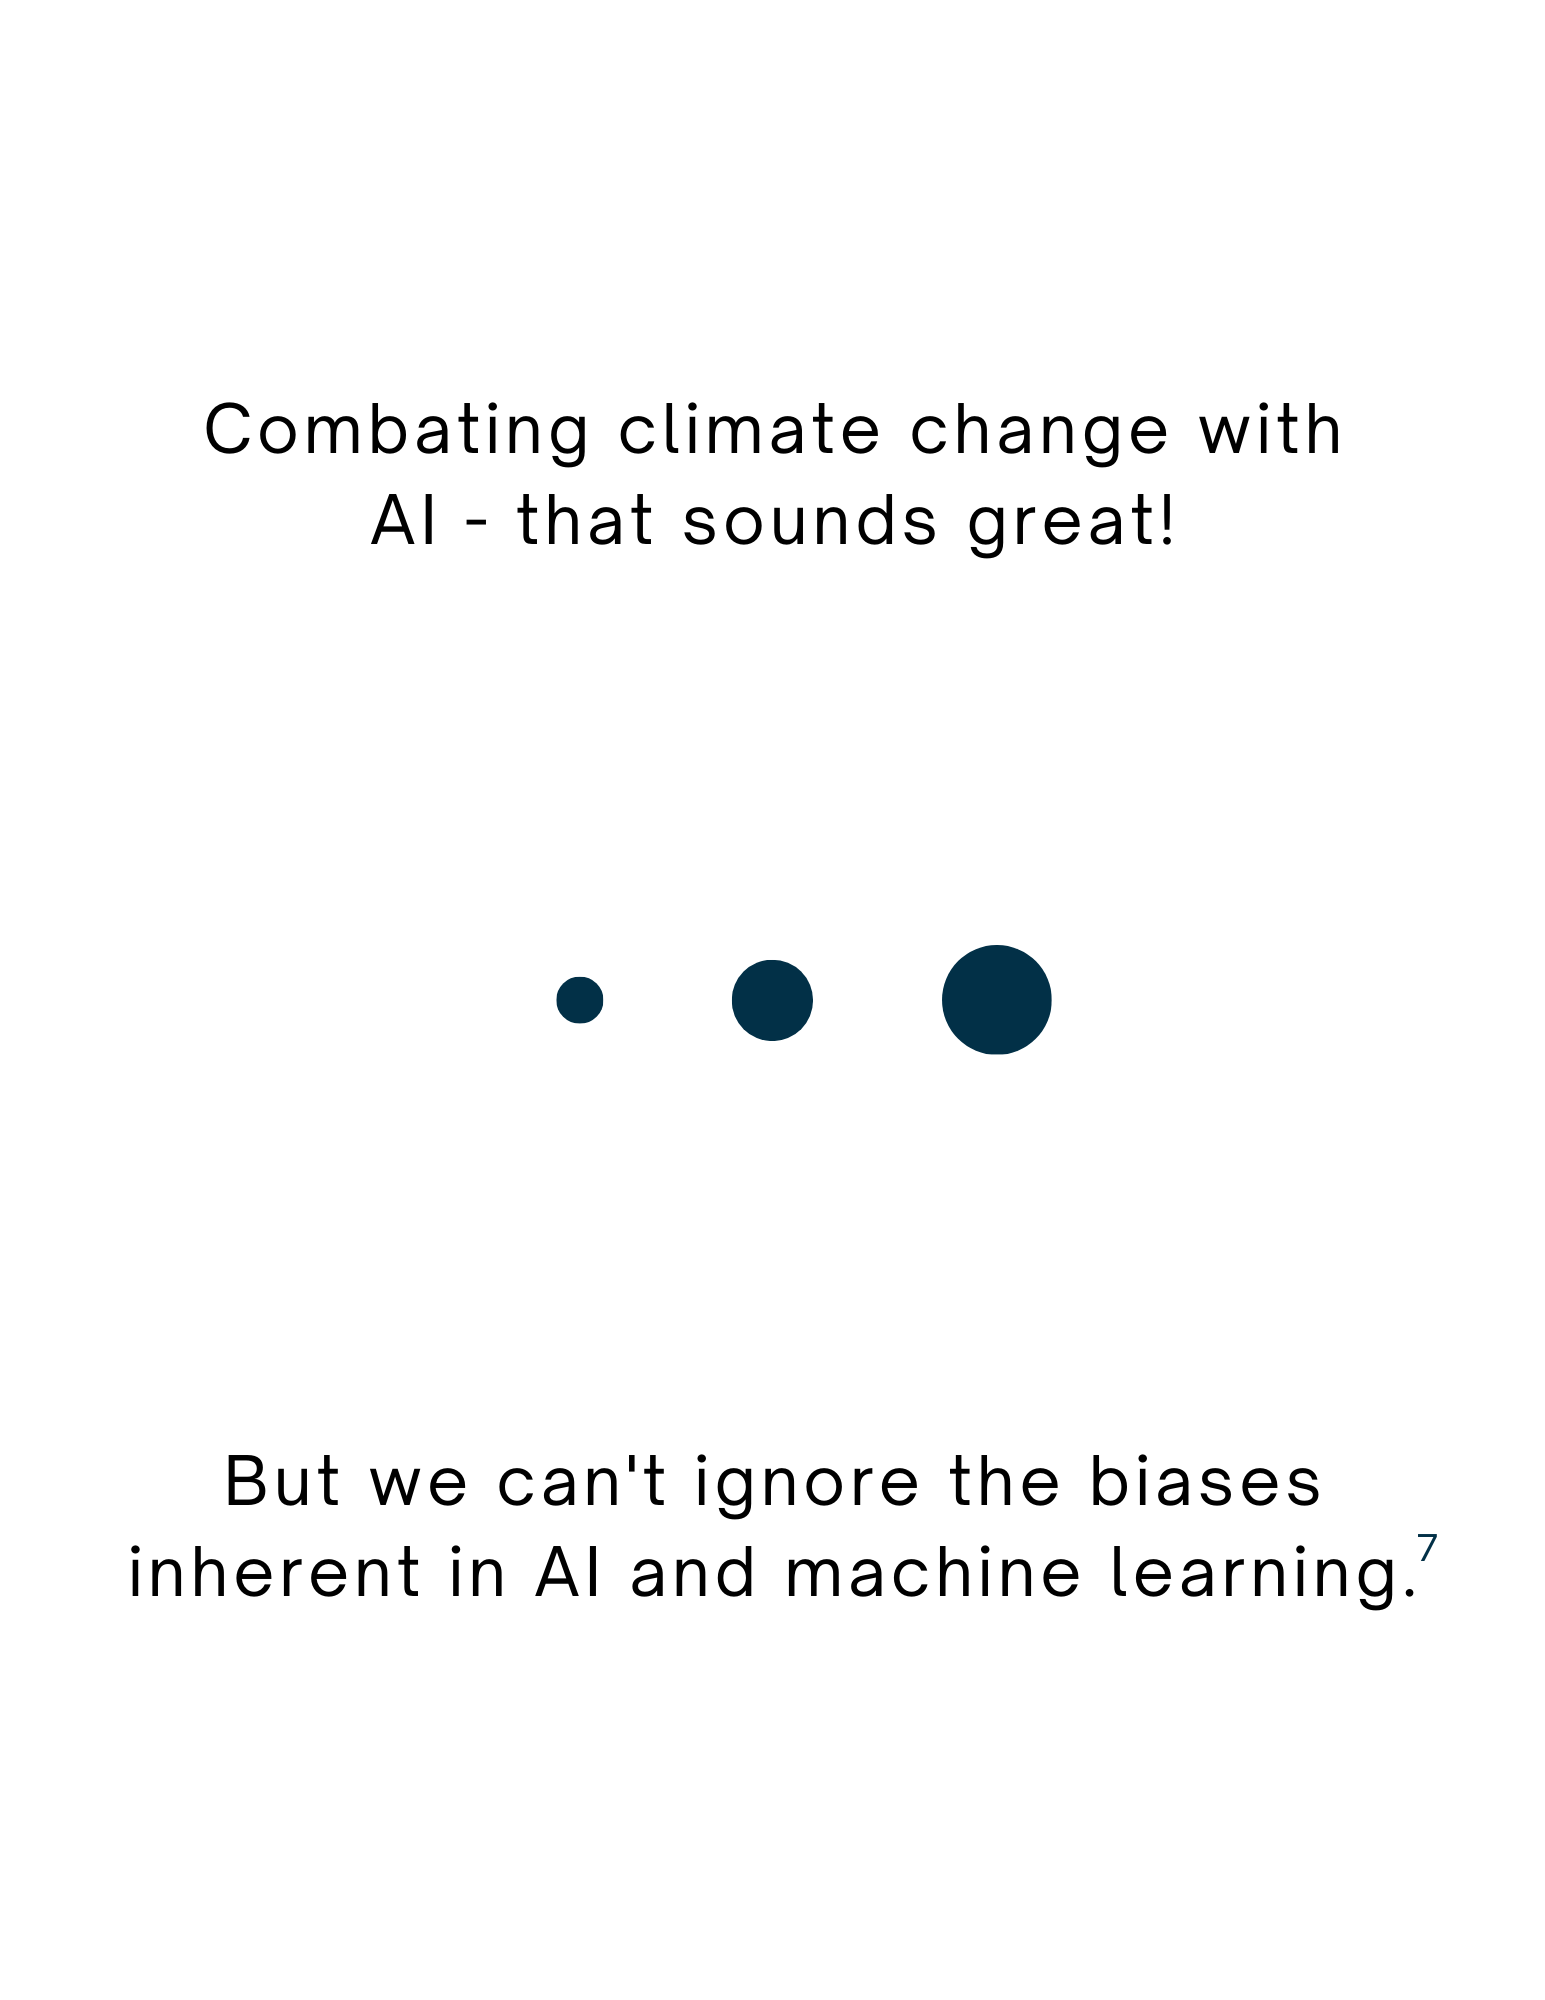 Combating climate change with
AI - that sounds great!
But we can't ignore the biases
inherent in AI and machine learning.7